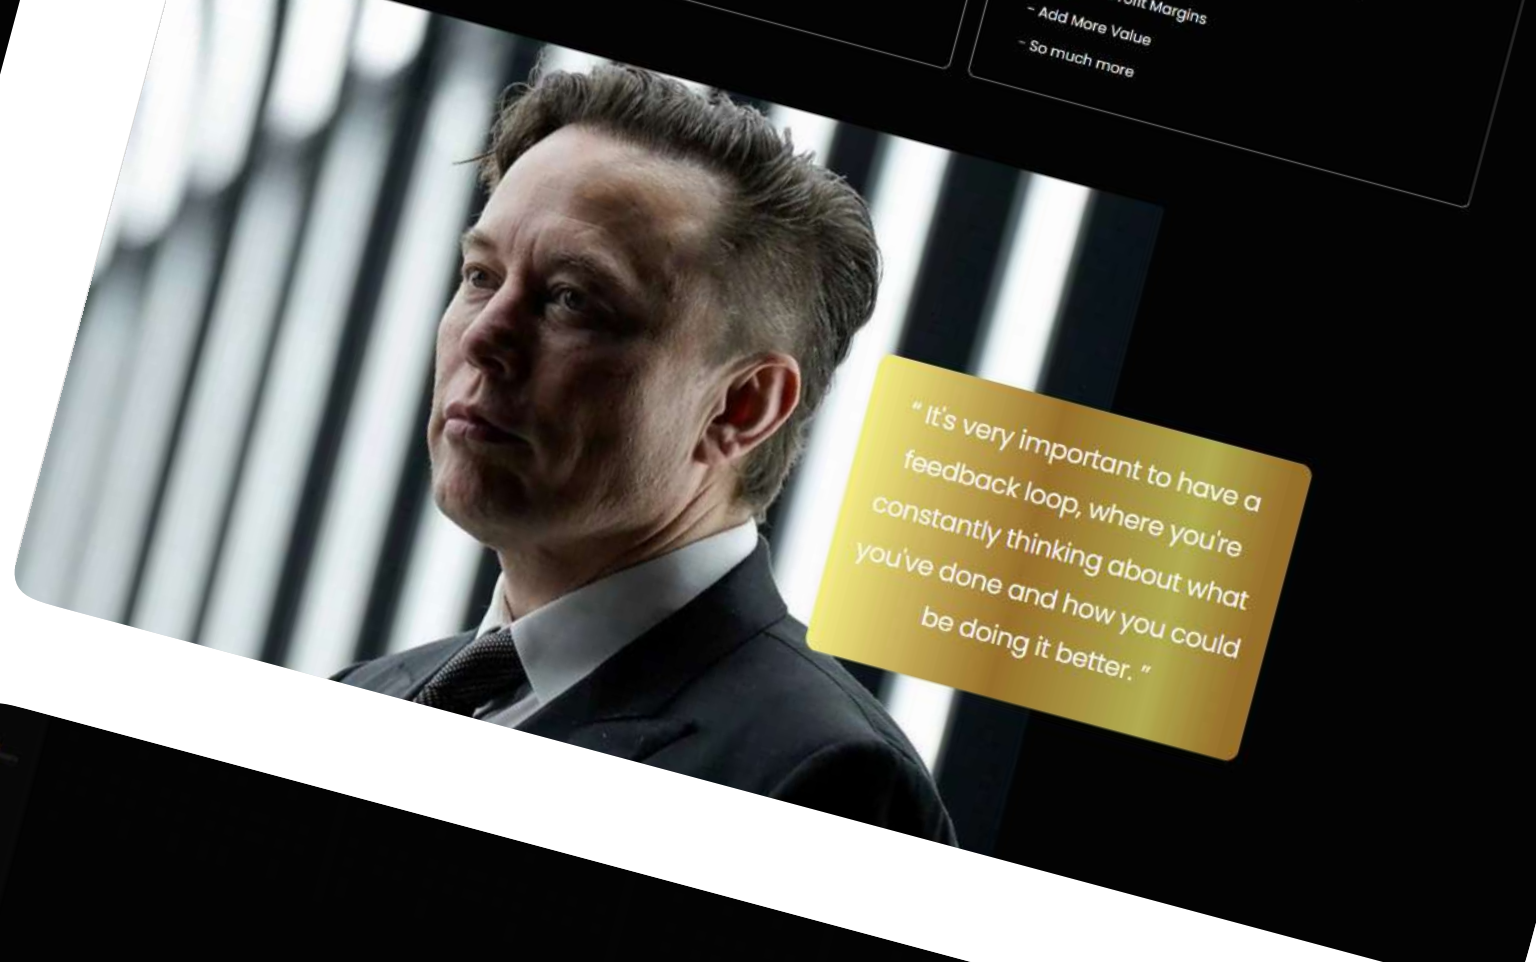 Margins
- Add More Value
- So much more
“ It's very important to have a
feedback loop, where you're
constantly thinking about what
you've done and how you could
be doing it better. ”